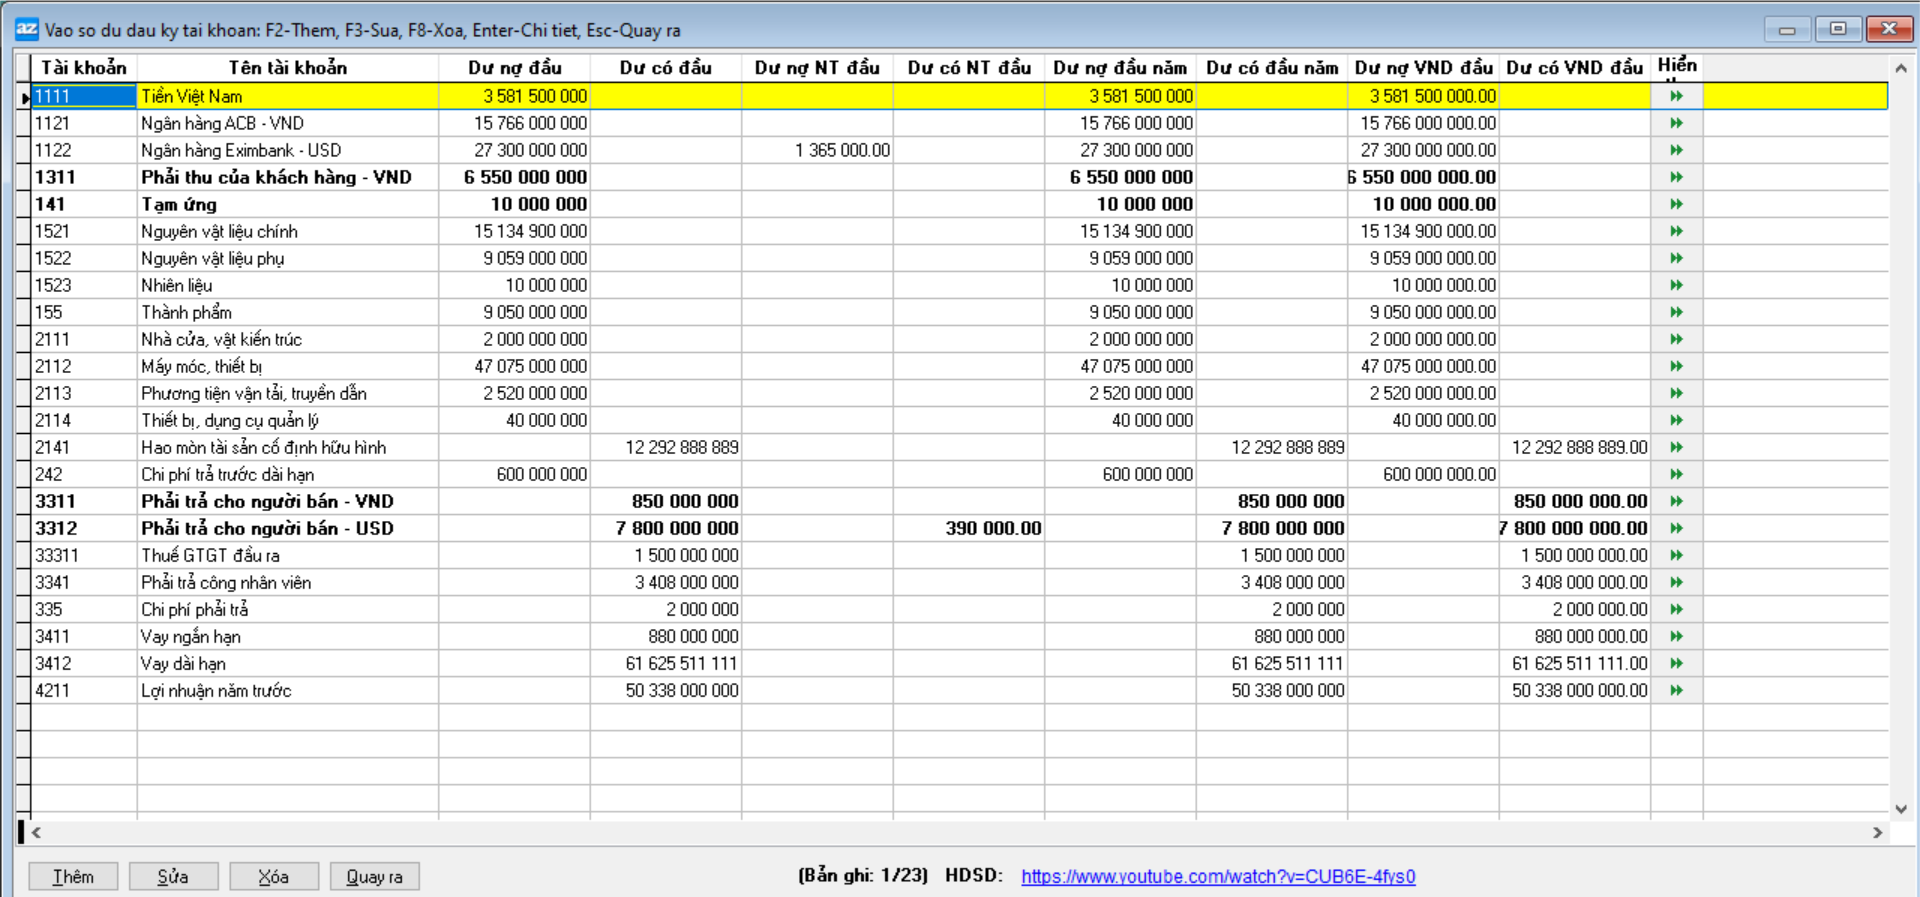 az Vao so du dau ky tai khoan: F2-Them, F3-Sua, F8-Xoa, Enter-Chi tiet, Esc-Quay ra
Tài khoản Tên tài khoản Dư nợ đầu Dư có đầu Dư nợ NT đầu Dư có NT đầu Dư nợ đầu năm Dư có đầu năm Dư nợ VND đầu Dư có VND đầu Hiển
1111 Tiền Việt Nam 3 581 500 000 3 581 500 000 3 581 500 000.00
1121 Ngân hàng ACB - VND 15 766 000 000 15 766 000 000 15 766 000 000.00
1122 Ngân hàng Eximbank - USD 27 300 000 000 1 365 000.00 27 300 000 000 27 300 000 000.00
1311 Phải thu của khách hàng - VND 6 550 000 000 6 550 000 000 6 550 000 000.00
141 Tạm ứng 10 000 000 10 000 000 10 000 000.00
1521 Nguyên vật liệu chính 15 134 900 000 15 134 900 000 15 134 900 000.00
1522 Nguyên vật liệu phụ 9 059 000 000 9 059 000 000 9 059 000 000.00
1523 Nhiên liệu 10 000 000 10 000 000 10 000 000.00
155 Thành phẩm 9 050 000 000 9 050 000 000 9 050 000 000.00
2111 Nhà cửa, vật kiến trúc 2 000 000 000 2 000 000 000 2 000 000 000.00
2112 Máy móc, thiết bị 47 075 000 000 47 075 000 000 47 075 000 000.00
2113 Phương tiện vận tải, truyền dẫn 2 520 000 000 2 520 000 000 2 520 000 000.00
2114 Thiết bị, dụng cụ quản lý 40 000 000 40 000 000 40 000 000.00
2141 Hao mòn tài sản cố định hữu hình 12 292 888 889 12 292 888 889 12 292 888 889.00
242 Chi phí trả trước dài hạn 600 000 000 600 000 000 600 000 000.00
3311 Phải trả cho người bán - VND 850 000 000 850 000 000 850 000 000.00
3312 Phải trả cho người bán - USD 7 800 000 000 390 000.00 7 800 000 000 7 800 000 000.00
33311 Thuế GTGT đầu ra 1 500 000 000 1 500 000 000 1 500 000 000.00
3341 Phải trả công nhân viên 3 408 000 000 3 408 000 000 3 408 000 000.00
335 Chi phí phải trả 2 000 000 2 000 000 2 000 000.00
3411 Vay ngắn hạn 880 000 000 880 000 000 880 000 000.00
3412 Vay dài hạn 61 625 511 111 61 625 511 111 61 625 511 111.00
4211 Lợi nhuận năm trước 50 338 000 000 50 338 000 000 50 338 000 000.00
Thêm Sửa Xóa Quay ra (Bản ghi: 1/23) HDSD: https://www.youtube.com/watch?v=CUB6E-4fys0